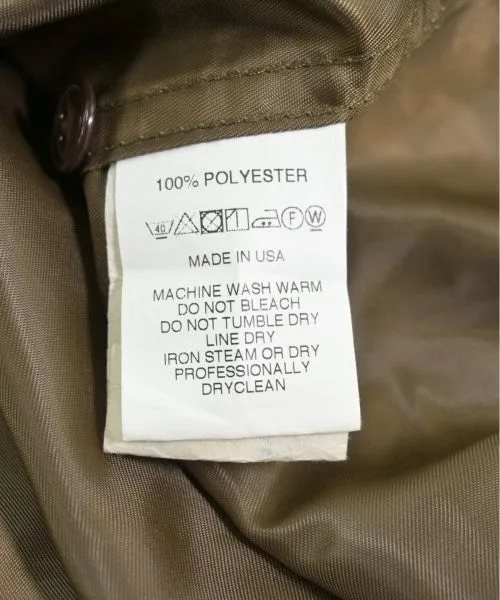 100% POLYESTER
40 F W
MADE IN USA
MACHINE WASH WARM
DO NOT BLEACH
DO NOT TUMBLE DRY
LINE DRY
IRON STEAM OR DRY
PROFESSIONALLY
DRYCLEAN